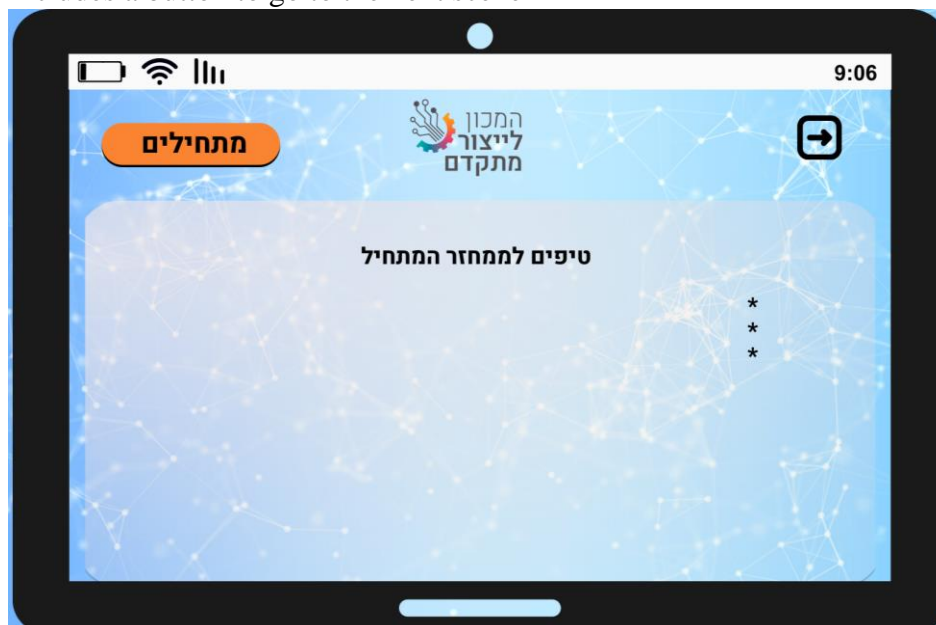 9:06
המכון
לייצור
מתקדם
מתחילים
טיפים לממחזר המתחיל
*
*
*